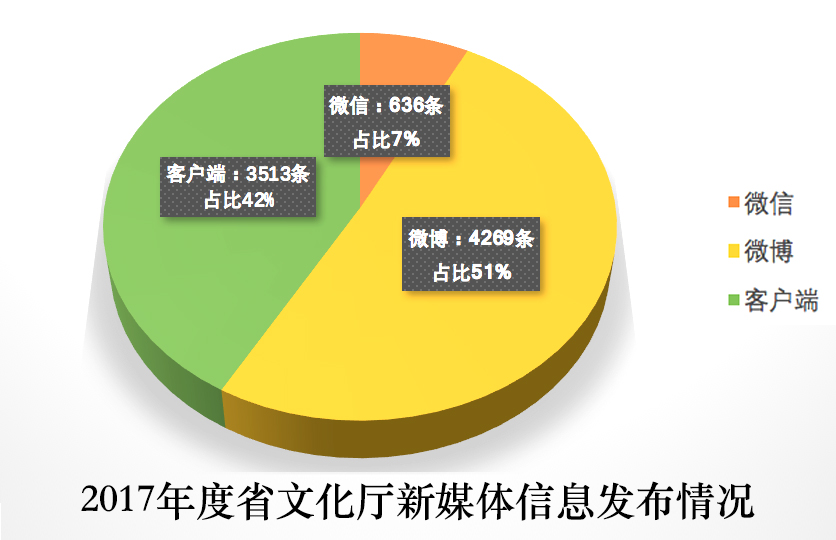 微信：636条
占比7%
客户端：3513条
占比42%
微博：4269条
占比51%
微信
微博
客户端
2017年度省文化厅新媒体信息发布情况